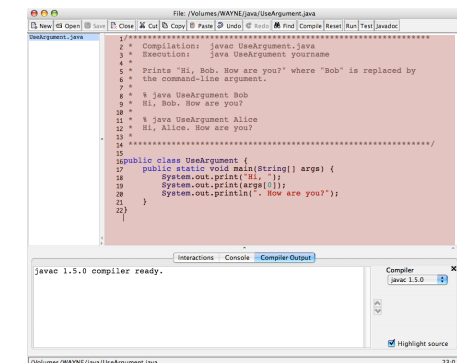 File: /Volumes/WAYNE/java/UseArgument.java
New Open Save Close Cut Copy Paste Undo Redo Find Compile Reset Run Test Javadoc
UseArgument.java
1/******************************************************************
2 *  Compilation:  javac UseArgument.java
3 *  Execution:    java UseArgument yourname
4 *
5 *  Prints "Hi, Bob. How are you?" where "Bob" is replaced by
6 *  the command-line argument.
7 *
8 *  % java UseArgument Bob
9 *  Hi, Bob. How are you?
10 *
11 *  % java UseArgument Alice
12 *  Hi, Alice. How are you?
13 *
14 ******************************************************************/
15
16public class UseArgument {
17    public static void main(String[] args) {
18        System.out.print("Hi, ");
19        System.out.print(args[0]);
20        System.out.println(". How are you?");
21    }
22}
Interactions Console Compiler Output
javac 1.5.0 compiler ready.
Compiler
javac 1.5.0
Highlight source
/Volumes/WAYNE/java/UseArgument.java 23:0